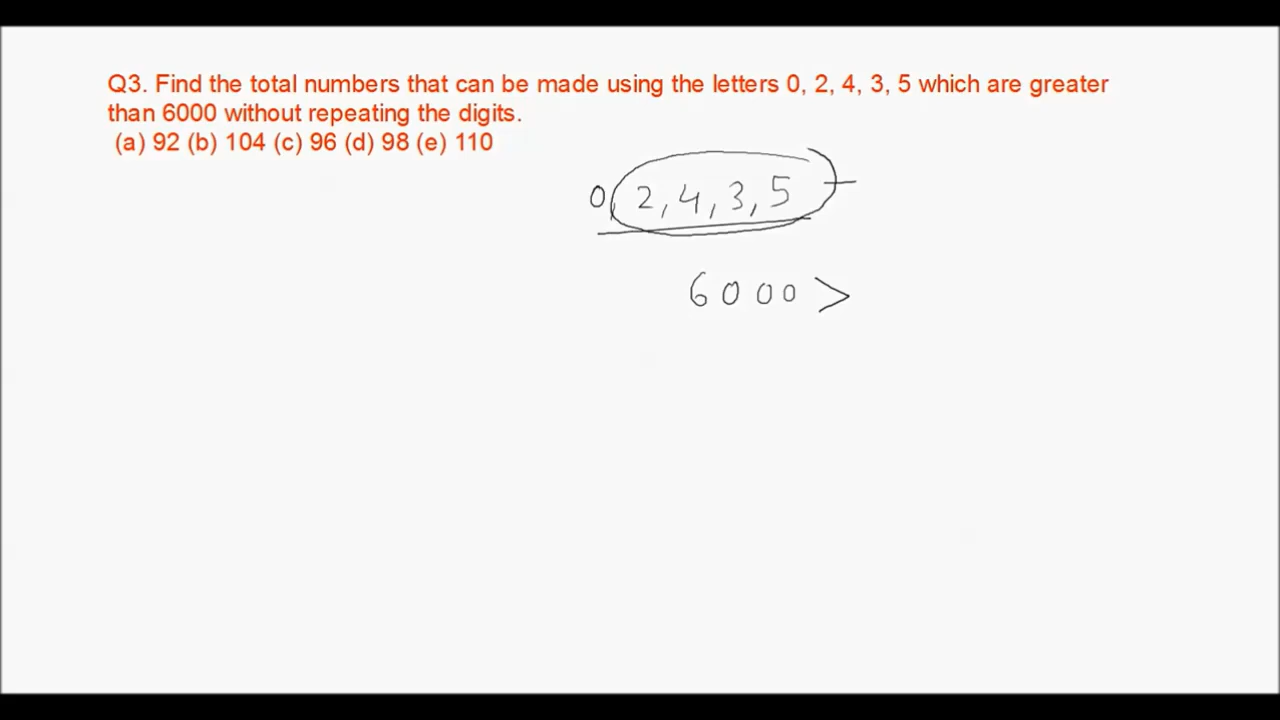 Q3. Find the total numbers that can be made using the letters 0, 2, 4, 3, 5 which are greater
than 6000 without repeating the digits.
(a) 92 (b) 104 (c) 96 (d) 98 (e) 110
0, 2, 4, 3, 5
6000 >